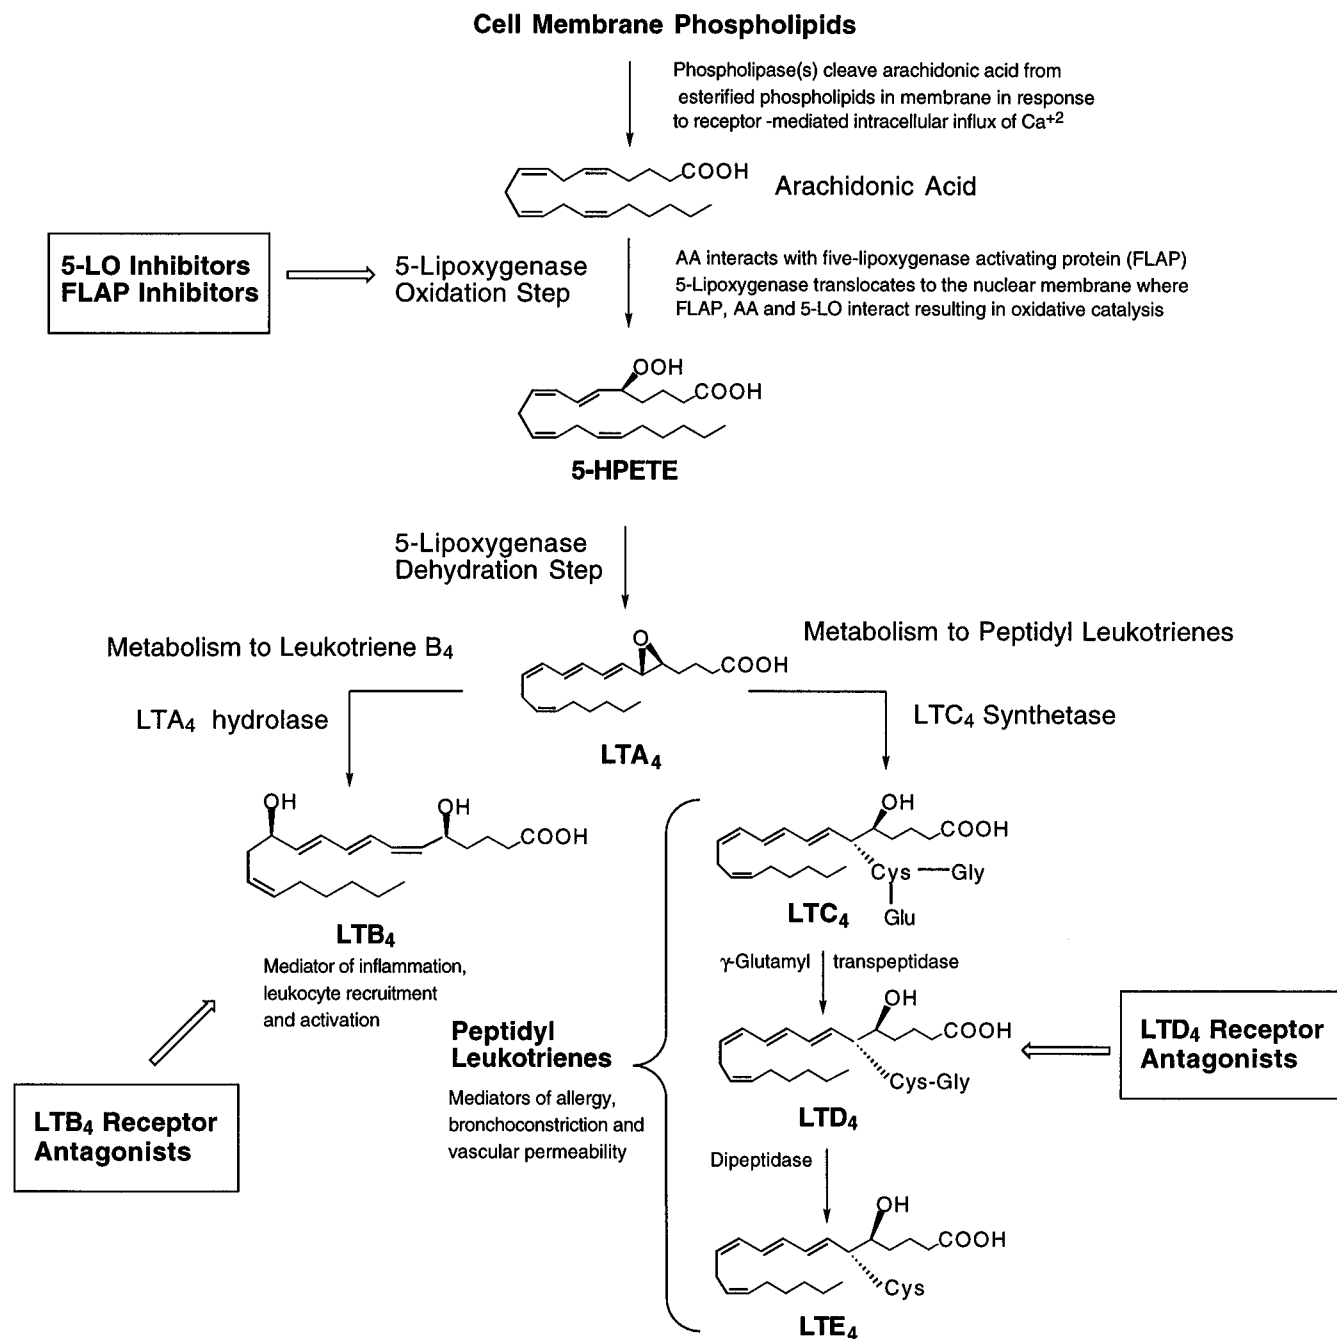 Cell Membrane Phospholipids
Phospholipase(s) cleave arachidonic acid from
esterified phospholipids in membrane in response
to receptor -mediated intracellular influx of Ca+2
COOH
Arachidonic Acid
5-LO Inhibitors
FLAP Inhibitors
5-Lipoxygenase
Oxidation Step
AA interacts with five-lipoxygenase activating protein (FLAP)
5-Lipoxygenase translocates to the nuclear membrane where
FLAP, AA and 5-LO interact resulting in oxidative catalysis
OOH
COOH
5-HPETE
5-Lipoxygenase
Dehydration Step
Metabolism to Leukotriene B4
Metabolism to Peptidyl Leukotrienes
O
COOH
LTA4 hydrolase
LTC4 Synthetase
LTA4
OH
OH
COOH
LTB4
Mediator of inflammation,
leukocyte recruitment
and activation
LTB4 Receptor
Antagonists
Peptidyl
Leukotrienes
Mediators of allergy,
bronchoconstriction and
vascular permeability
OH
COOH
Cys
Gly
Glu
LTC4
γ-Glutamyl transpeptidase
OH
COOH
Cys-Gly
LTD4
LTD4 Receptor
Antagonists
Dipeptidase
OH
COOH
Cys
LTE4